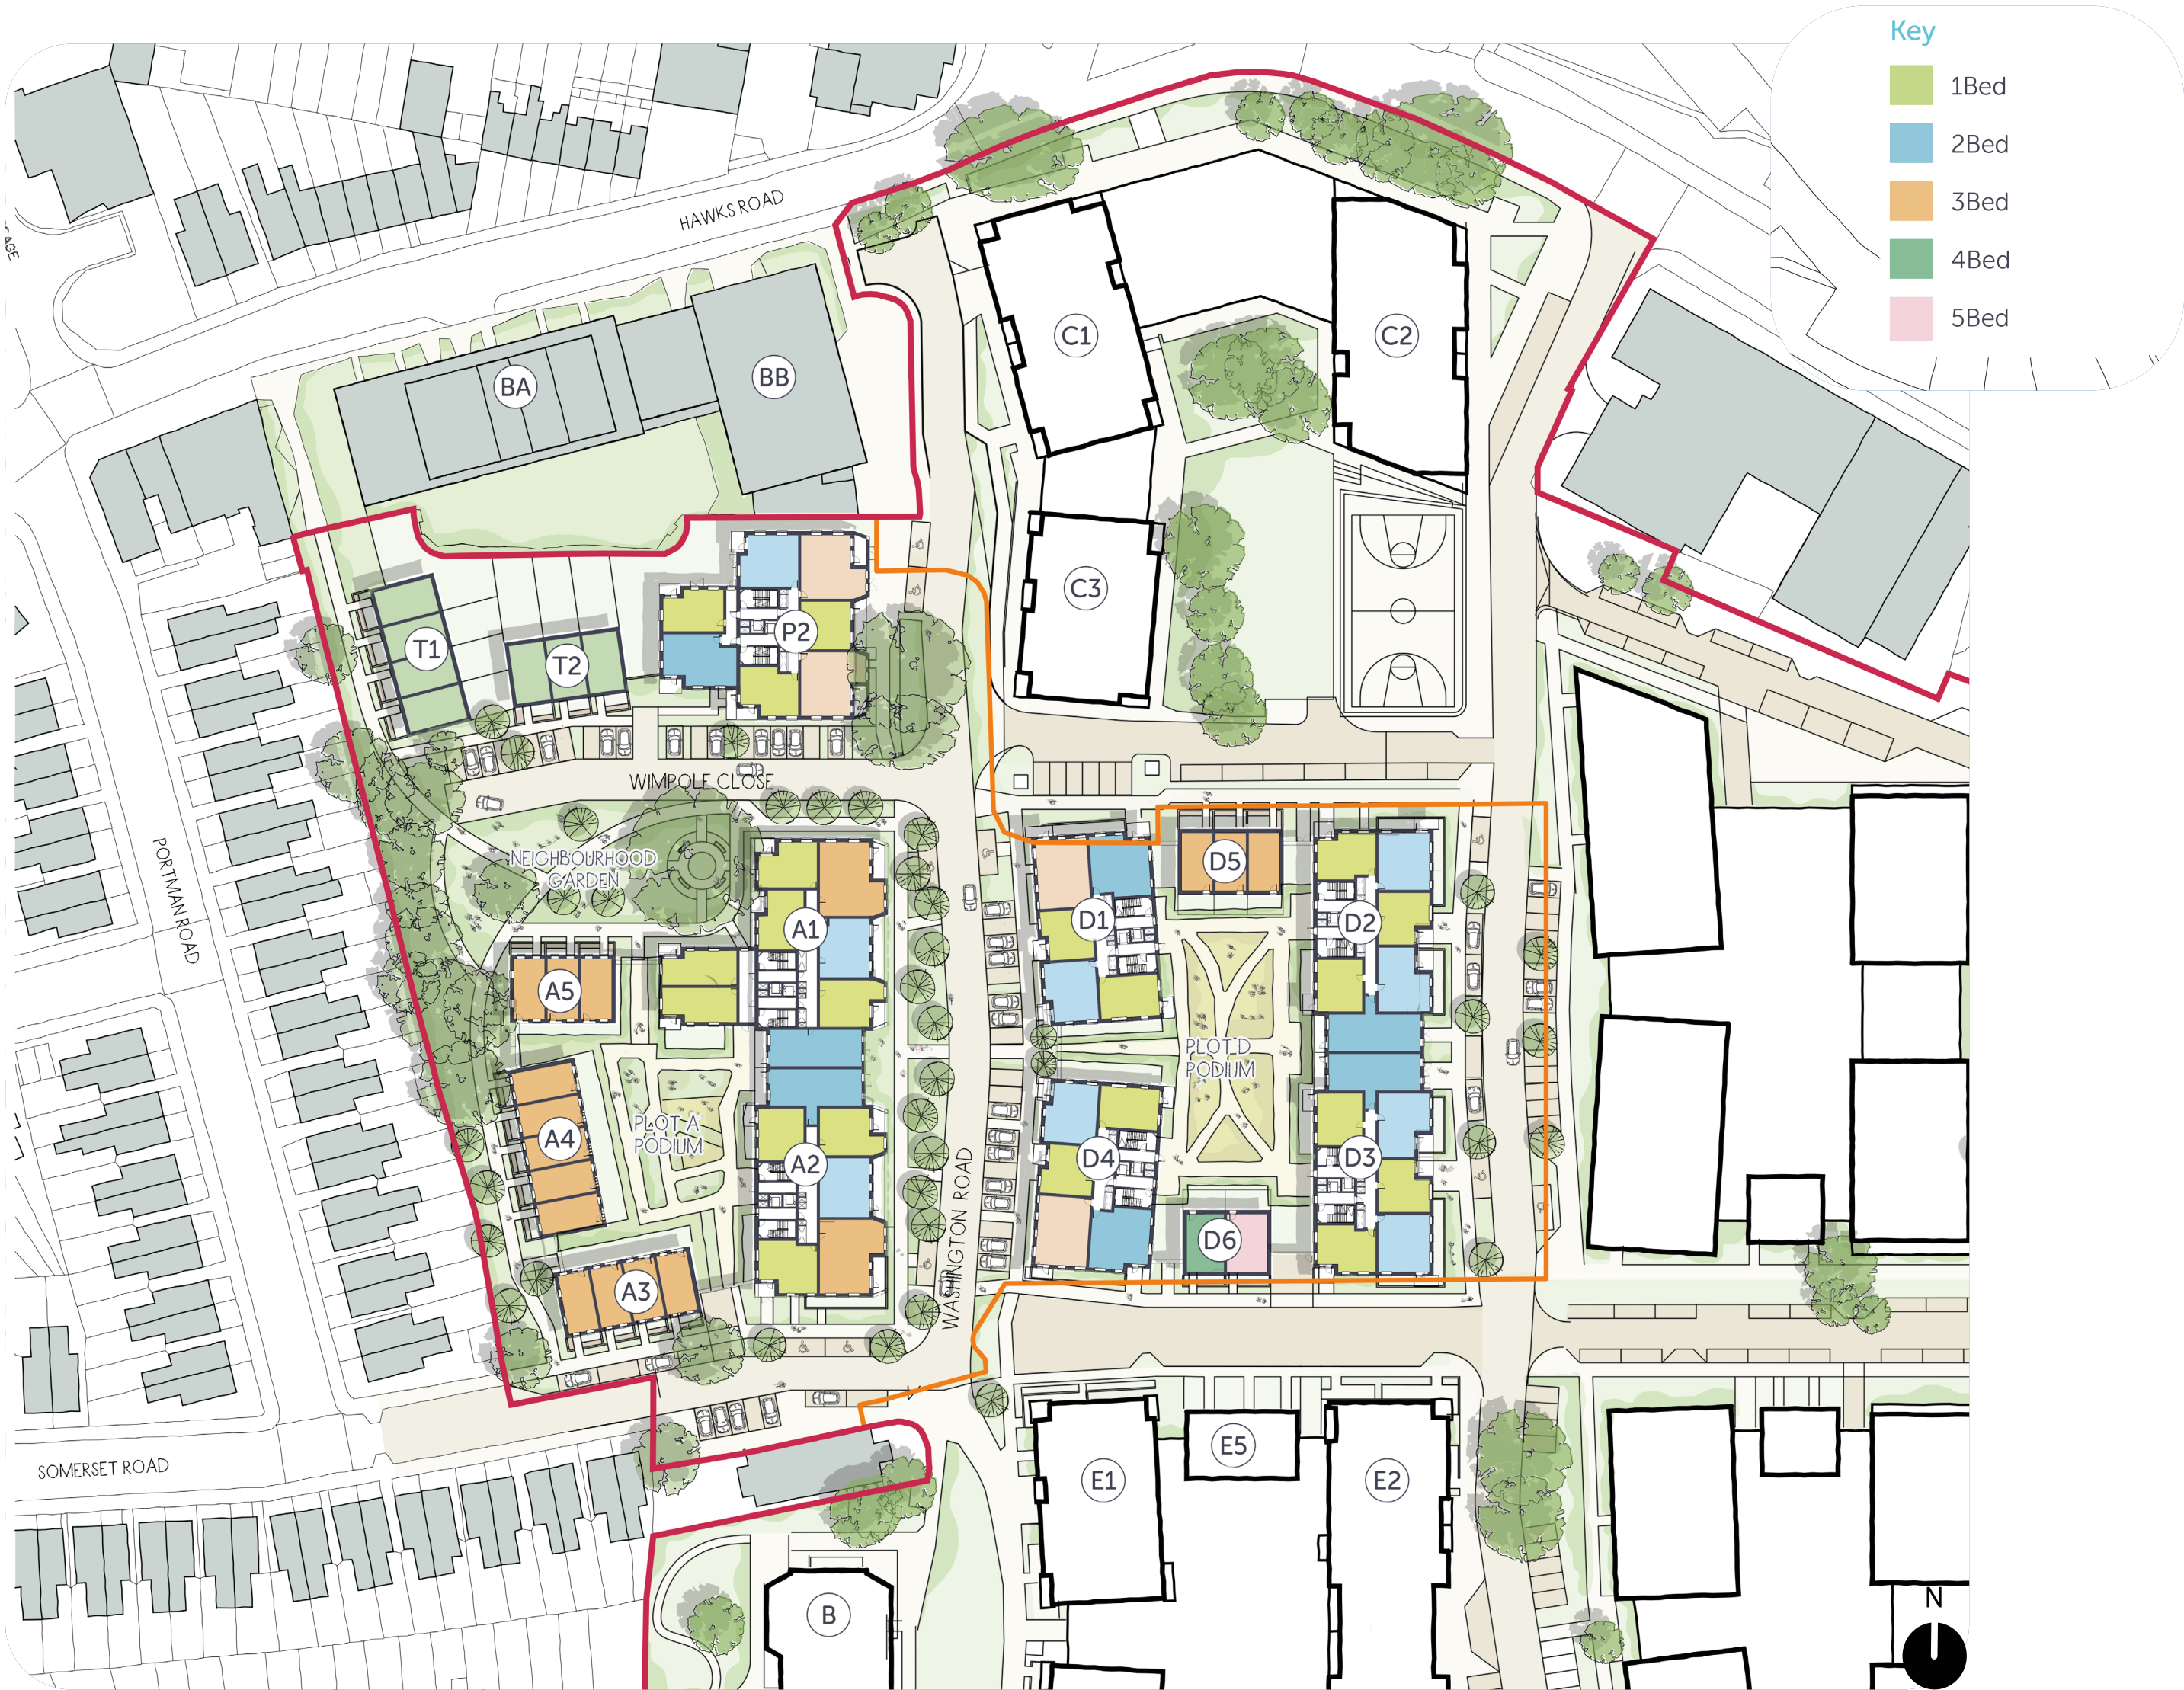 Key
1Bed
2Bed
3Bed
4Bed
5Bed
HAWKS ROAD
C1
C2
BA
BB
C3
P2
T1
T2
WIMPOLE CLOSE
PORTMAN ROAD
NEIGHBOURHOOD
GARDEN
A1
A5
D5
D1
D2
PLOT D
PODIUM
A4
PLOT A
PODIUM
A2
D4
D3
D6
A3
WASHINGTON ROAD
SOMERSET ROAD
E5
E1
E2
B
N